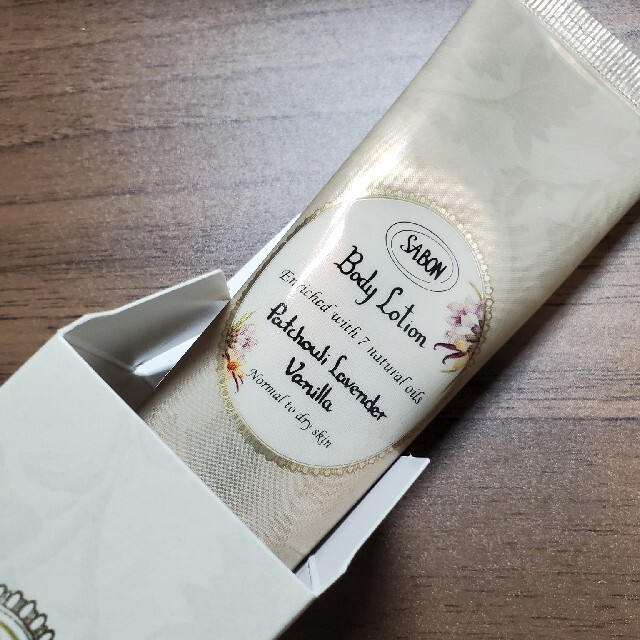 SABON
Body Lotion
Enriched with 7 natural oils
Patchouli Lavender
Vanilla
Normal to dry skin